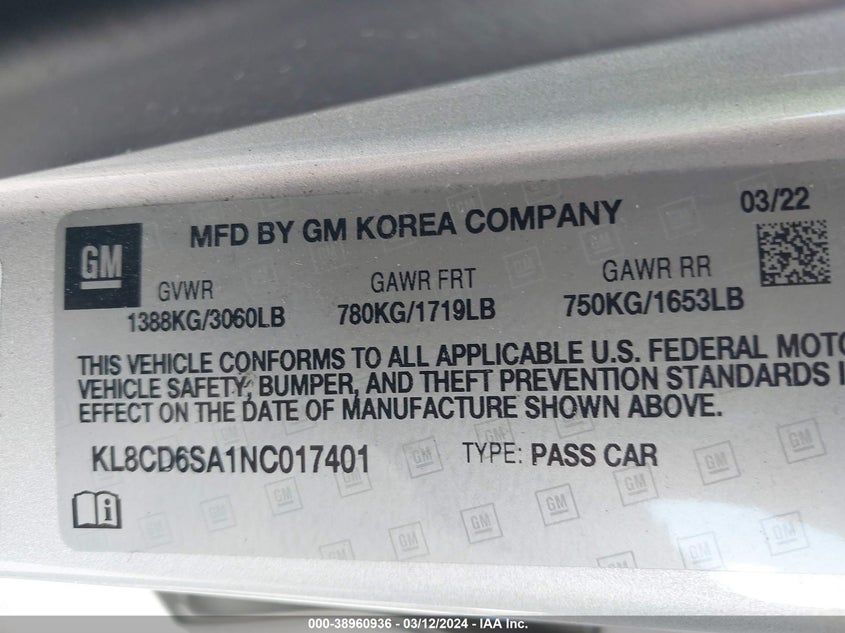 MFD BY GM KOREA COMPANY 03/22
GM
GVWR GAWR FRT GAWR RR
1388KG/3060LB 780KG/1719LB 750KG/1653LB
THIS VEHICLE CONFORMS TO ALL APPLICABLE U.S. FEDERAL MOTO
VEHICLE SAFETY, BUMPER, AND THEFT PREVENTION STANDARDS I
EFFECT ON THE DATE OF MANUFACTURE SHOWN ABOVE.
KL8CD6SA1NC017401 TYPE: PASS CAR
000-38960936 - 03/12/2024 - IAA Inc.